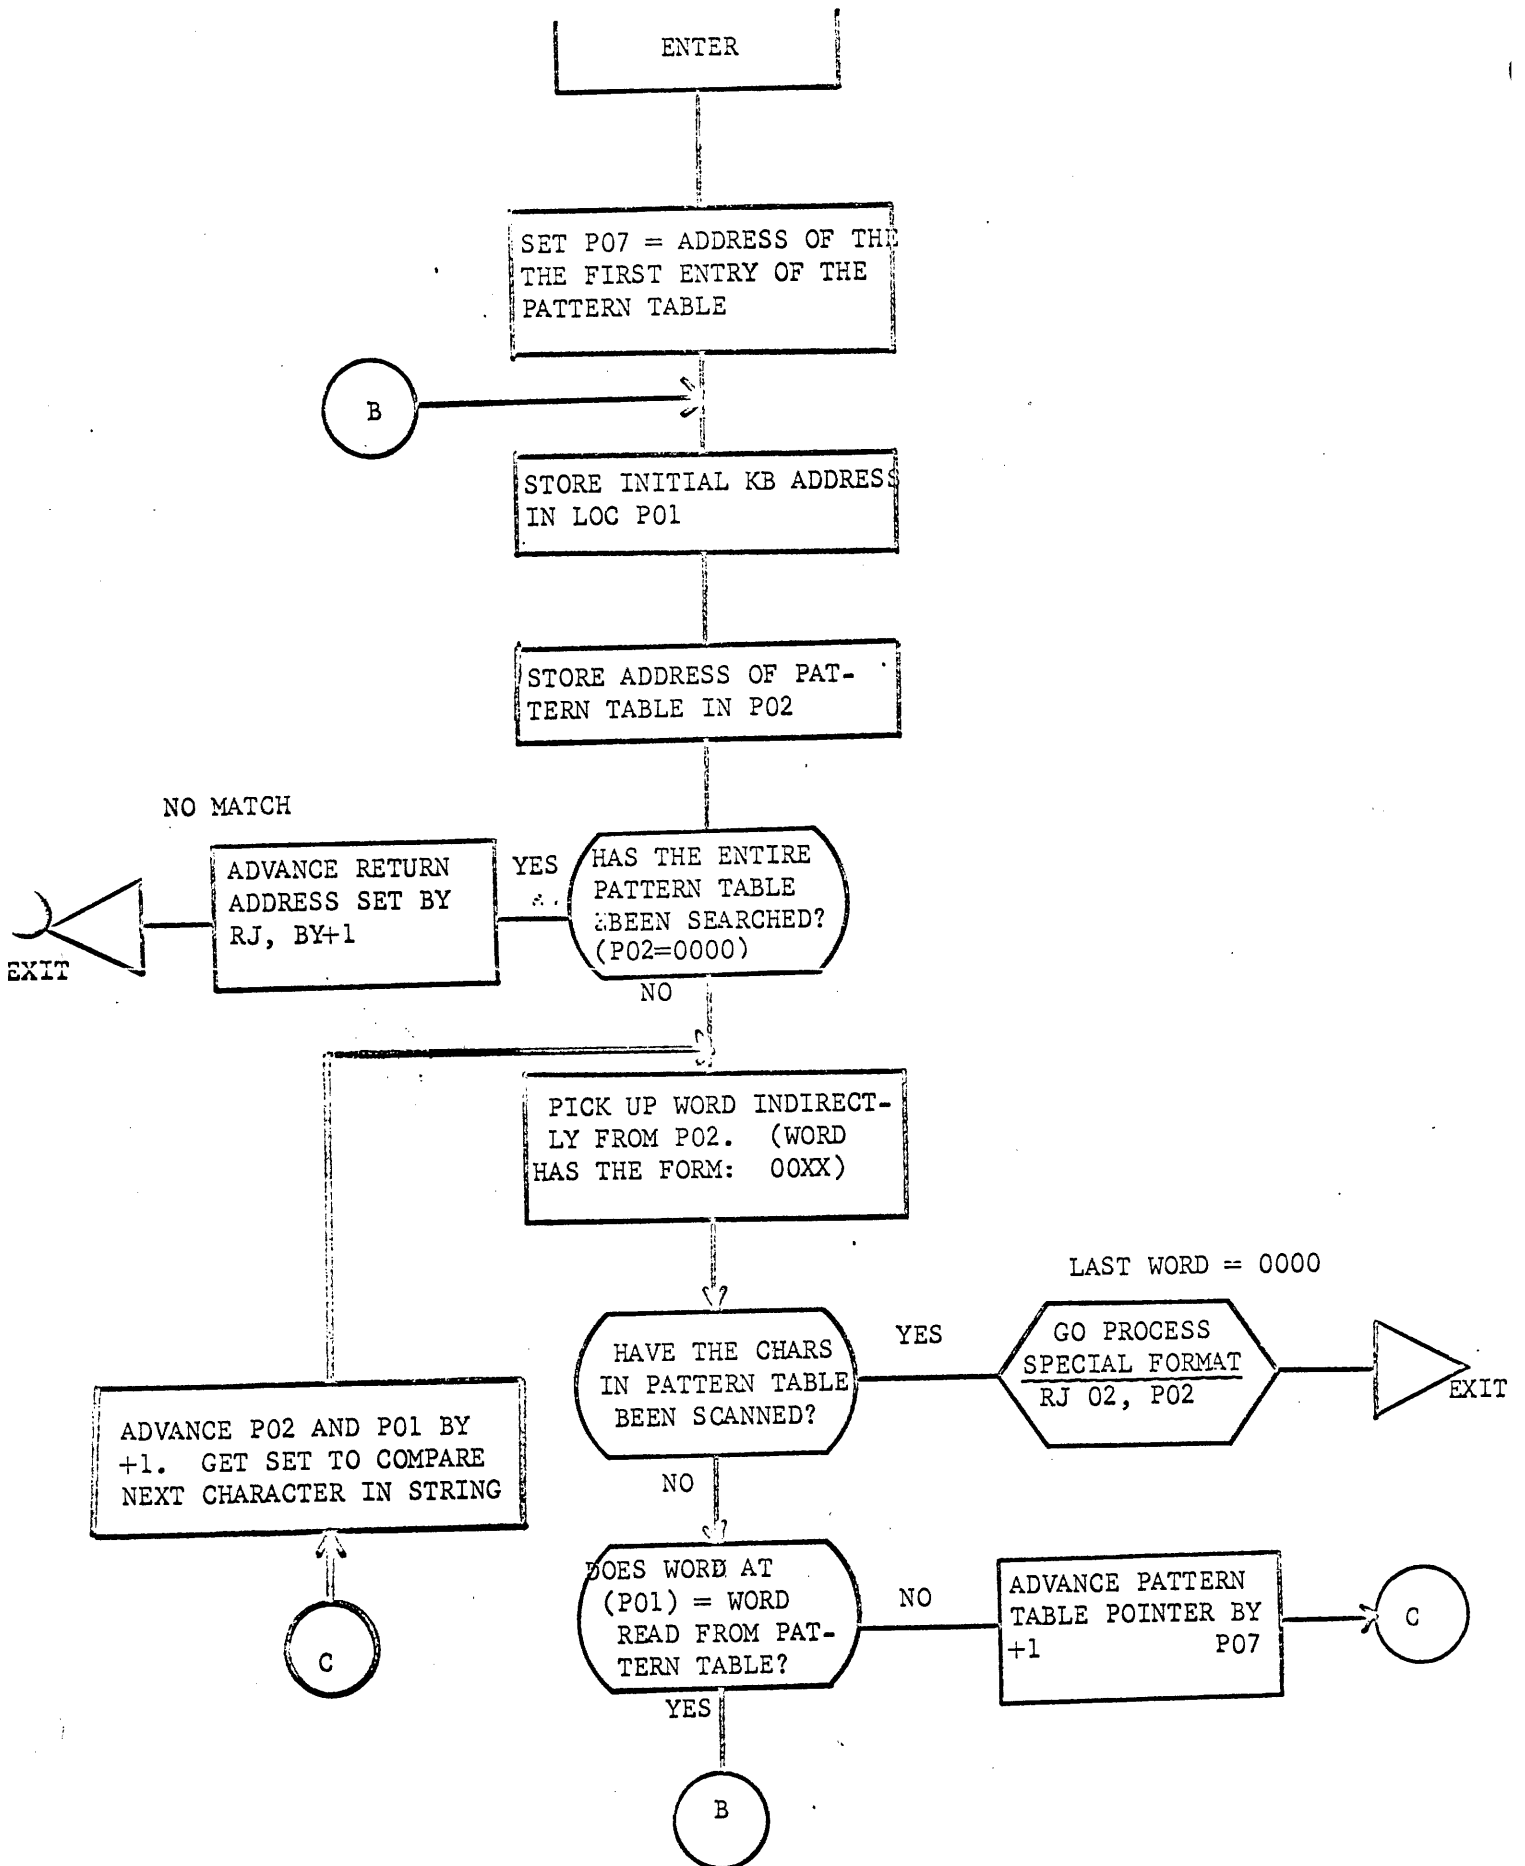 ENTER
SET P07 = ADDRESS OF THE
THE FIRST ENTRY OF THE
PATTERN TABLE
B
STORE INITIAL KB ADDRESS
IN LOC P01
STORE ADDRESS OF PAT-
TERN TABLE IN P02
NO MATCH
HAS THE ENTIRE
PATTERN TABLE
BEEN SEARCHED?
(P02=0000)
YES
ADVANCE RETURN
ADDRESS SET BY
RJ, BY+1
EXIT
NO
PICK UP WORD INDIRECT-
LY FROM P02. (WORD
HAS THE FORM: 00XX)
LAST WORD = 0000
HAVE THE CHARS
IN PATTERN TABLE
BEEN SCANNED?
YES
GO PROCESS
SPECIAL FORMAT
RJ 02, P02
EXIT
ADVANCE P02 AND P01 BY
+1. GET SET TO COMPARE
NEXT CHARACTER IN STRING
C
NO
DOES WORD AT
(P01) = WORD
READ FROM PAT-
TERN TABLE?
NO
ADVANCE PATTERN
TABLE POINTER BY
+1 P07
C
YES
B